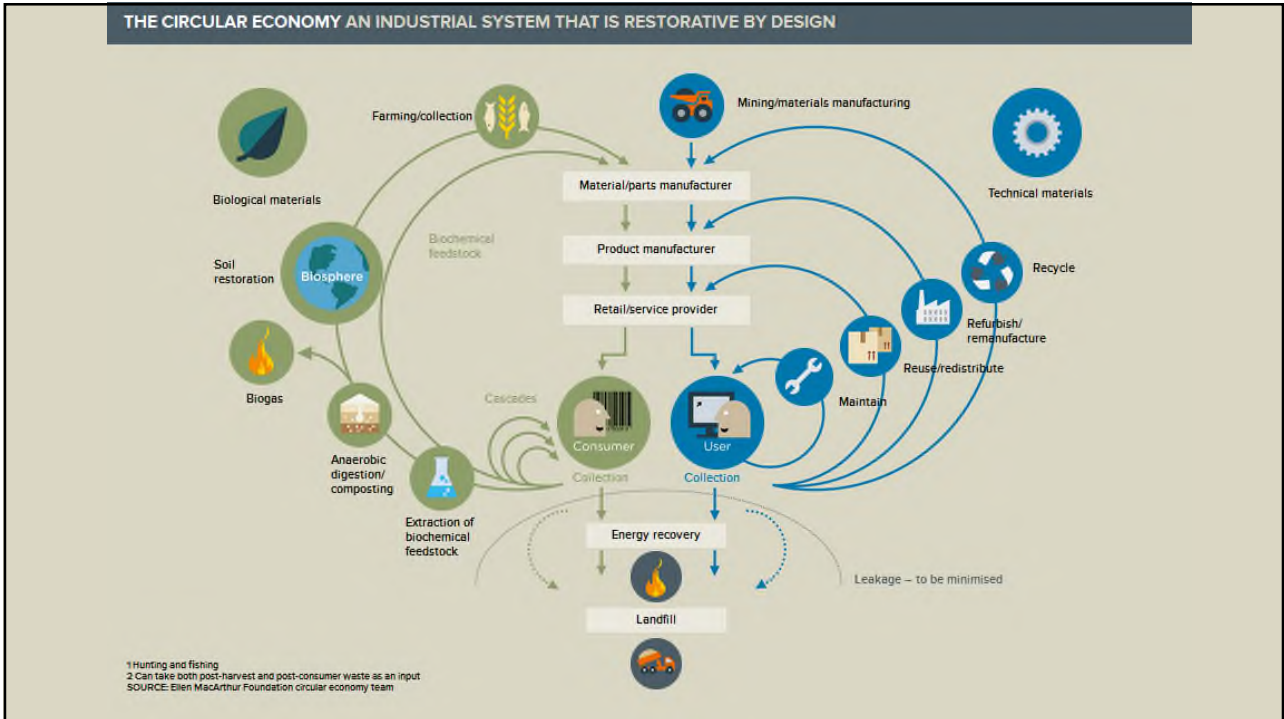 THE CIRCULAR ECONOMY AN INDUSTRIAL SYSTEM THAT IS RESTORATIVE BY DESIGN
Farming/collection
Mining/materials manufacturing
Biological materials
Technical materials
Material/parts manufacturer
Biochemical
feedstock
Product manufacturer
Soil
restoration
Biosphere
Recycle
Retail/service provider
Refurbish/
remanufacture
Reuse/redistribute
Biogas
Cascades
Maintain
Consumer
User
Anaerobic
digestion/
composting
Collection
Collection
Extraction of
biochemical
feedstock
Energy recovery
Leakage – to be minimised
Landfill
1 Hunting and fishing
2 Can take both post-harvest and post-consumer waste as an input
SOURCE: Ellen MacArthur Foundation circular economy team